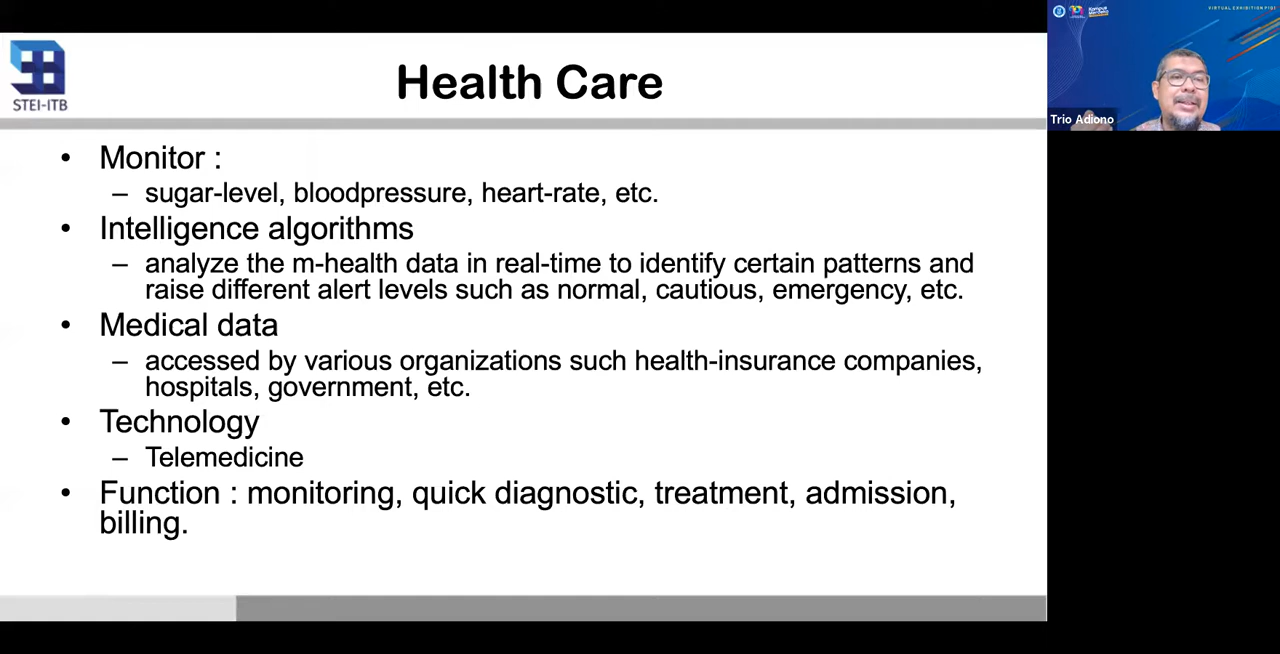 STEI-ITB
Health Care
• Monitor :
– sugar-level, bloodpressure, heart-rate, etc.
• Intelligence algorithms
– analyze the m-health data in real-time to identify certain patterns and
raise different alert levels such as normal, cautious, emergency, etc.
• Medical data
– accessed by various organizations such health-insurance companies,
hospitals, government, etc.
• Technology
– Telemedicine
• Function : monitoring, quick diagnostic, treatment, admission,
billing.
VIRTUAL EXHIBITION
Trio Adiono